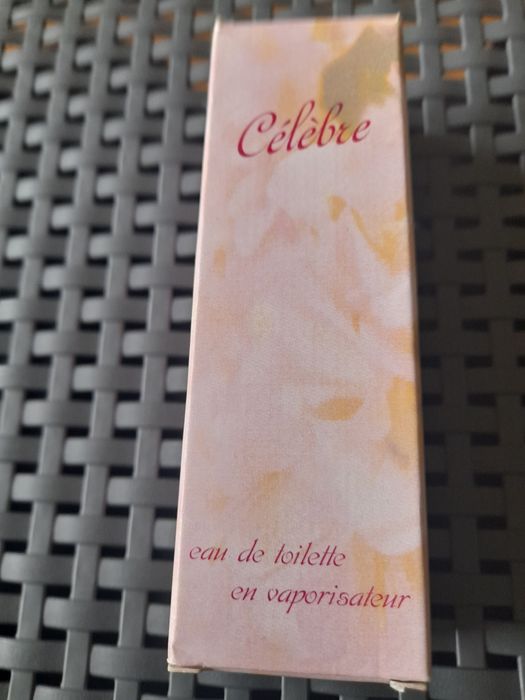 Célèbre
eau de toilette
en vaporisateur